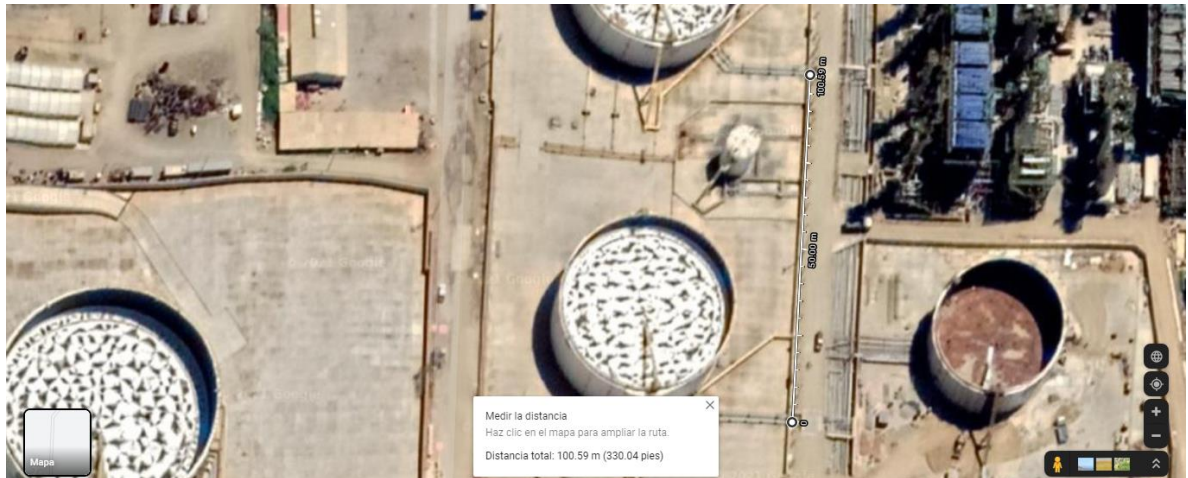 100.59 m
50.00 m
0
Medir la distancia
Haz clic en el mapa para ampliar la ruta.
Distancia total: 100.59 m (330.04 pies)
Mapa